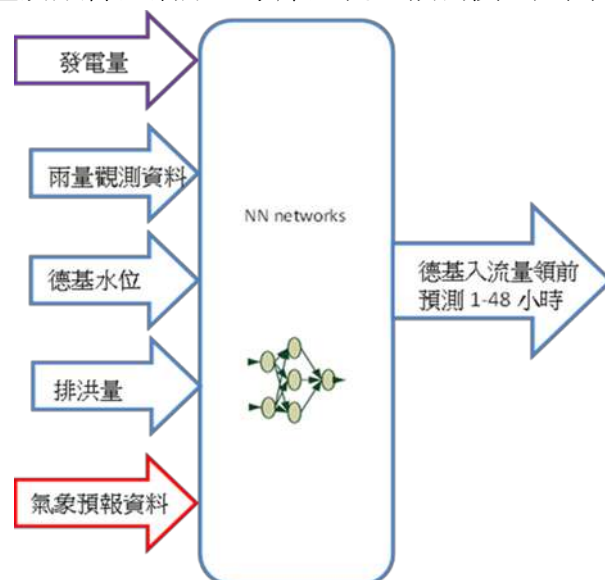 發電量
雨量觀測資料
德基水位
排洪量
氣象預報資料
NN networks
德基入流量領前
預測 1-48 小時